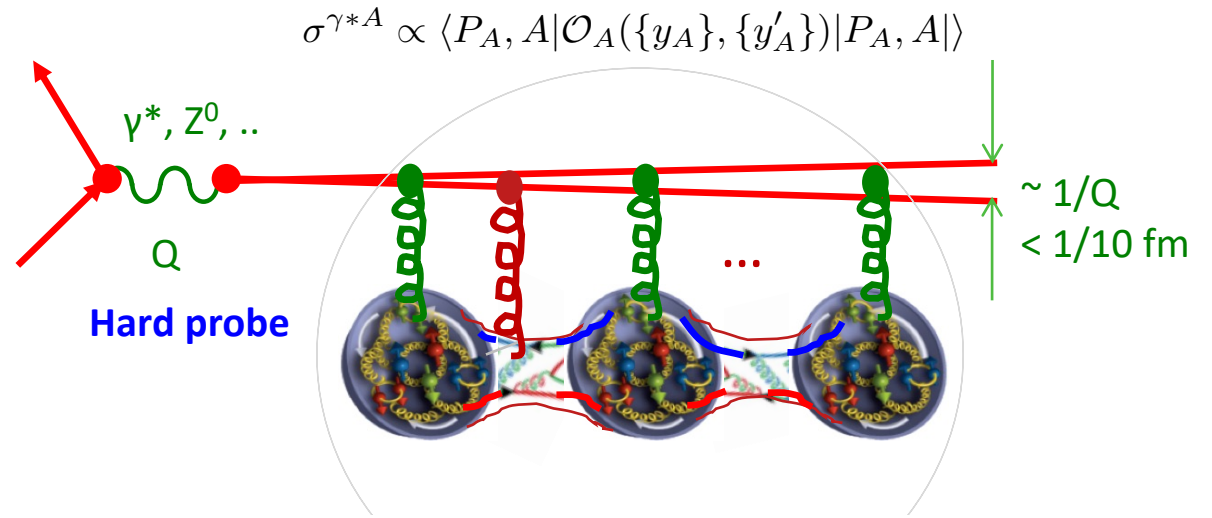 σ^{γ*A} ∝ ⟨P_A, A|𝒪_A({y_A}, {y′_A})|P_A, A|⟩
γ*, Z⁰, ..
Q
Hard probe
...
~ 1/Q
< 1/10 fm